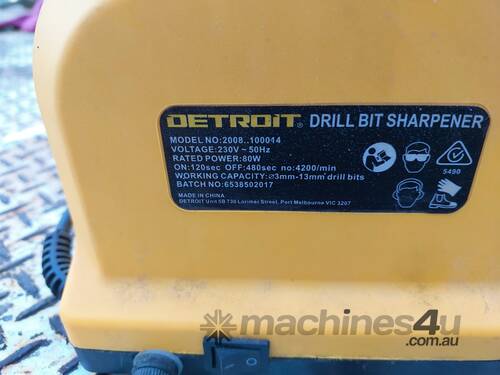 DETROIT DRILL BIT SHARPENER
MODEL NO:2008..100014
VOLTAGE:230V ~ 50Hz
RATED POWER:80W
ON:120sec OFF:480sec no:4200/min
WORKING CAPACITY:⌀3mm-13mm drill bits
BATCH NO:6538502017
MADE IN CHINA
DETROIT Unit 5B 730 Lorimer Street, Port Melbourne VIC 3207
5490
machines4u
.com.au